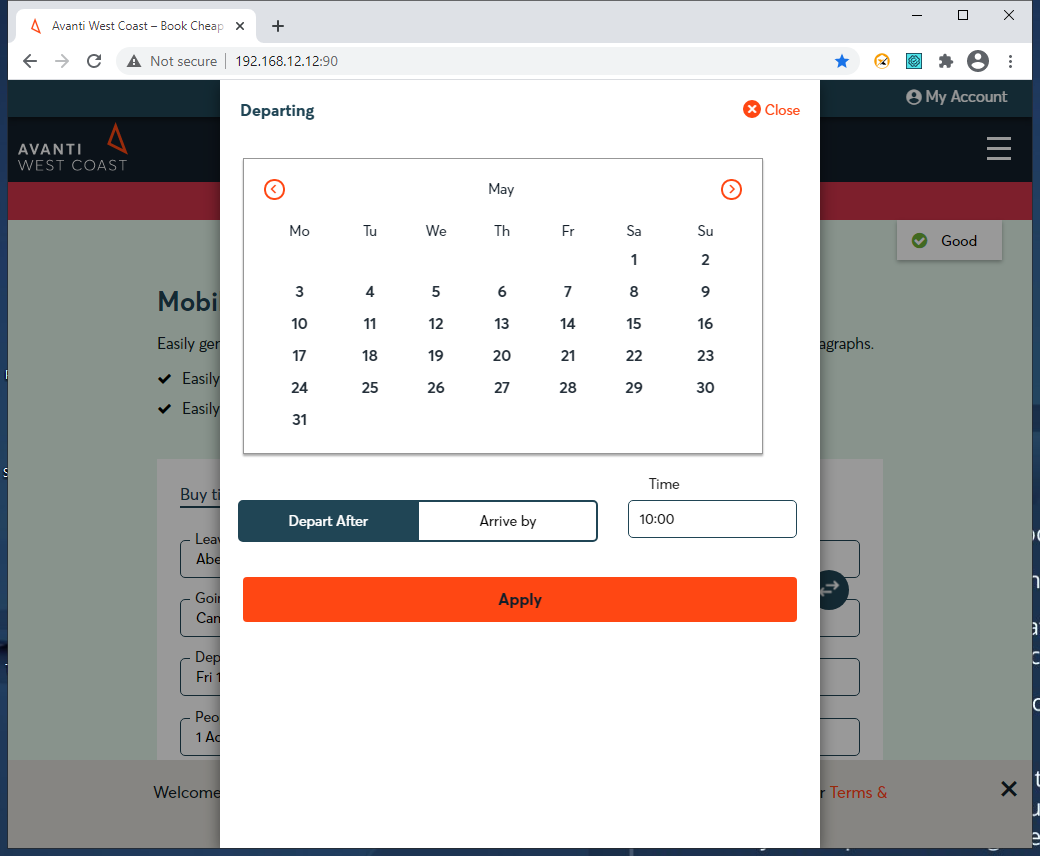 Avanti West Coast – Book Cheap
Not secure
192.168.12.12:90
My Account
AVANTI
WEST COAST
Departing
Close
May
Mo Tu We Th Fr Sa Su
1 2
3 4 5 6 7 8 9
10 11 12 13 14 15 16
17 18 19 20 21 22 23
24 25 26 27 28 29 30
31
Time
Depart After
Arrive by
10:00
Apply
Good
Mobi
Easily ger
agraphs.
Easily
Easily
Buy ti
Leav
Abe
Goin
Can
Dep
Fri 1
Peo
1 Ad
Welcome
r Terms &